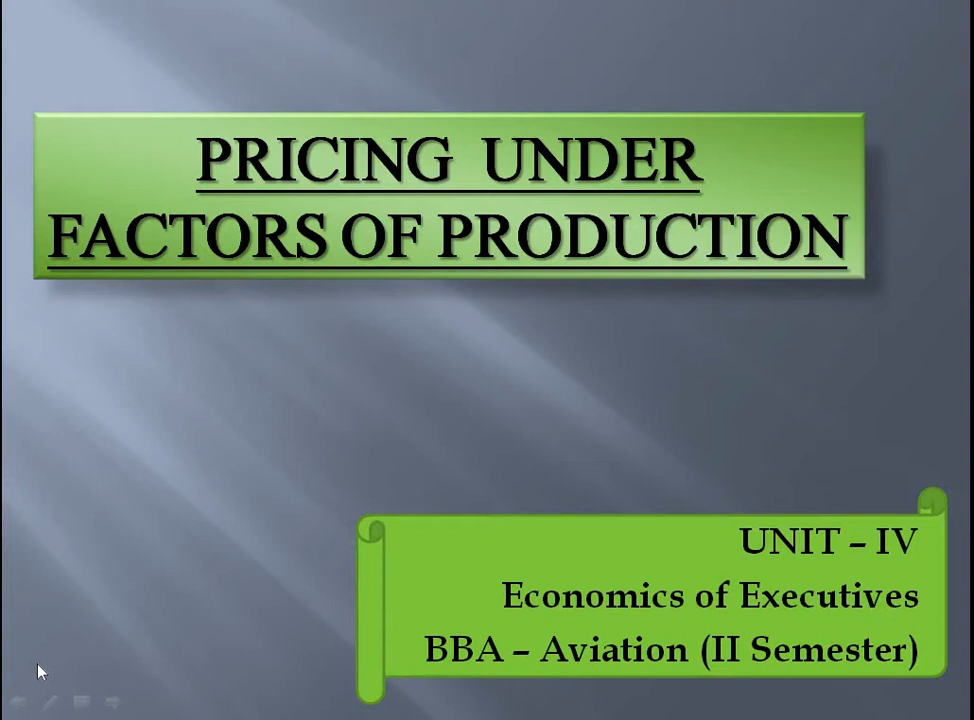 PRICING UNDER
FACTORS OF PRODUCTION
UNIT – IV
Economics of Executives
BBA – Aviation (II Semester)